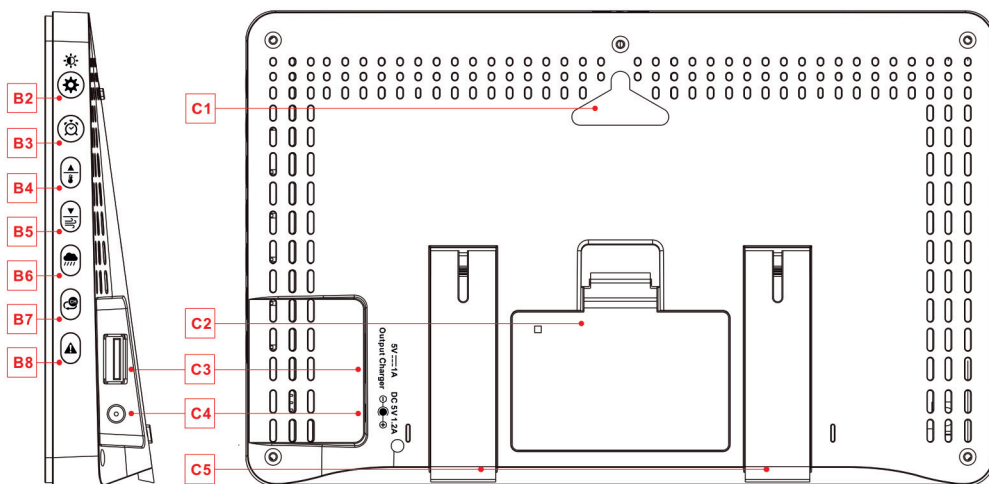 B2
B3
B4
B5
B6
B7
B8
C1
C2
C3
C4
C5
5V⎓1A
Output Charger
DC 5V 1.2A